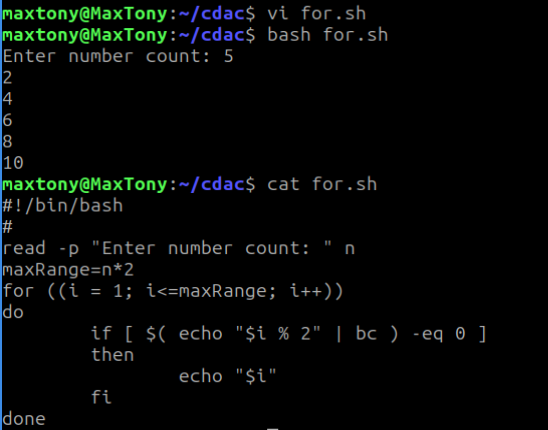 maxtony@MaxTony:~/cdac$ vi for.sh
maxtony@MaxTony:~/cdac$ bash for.sh
Enter number count: 5
2
4
6
8
10
maxtony@MaxTony:~/cdac$ cat for.sh
#!/bin/bash
#
read -p "Enter number count: " n
maxRange=n*2
for ((i = 1; i<=maxRange; i++))
do
        if [ $( echo "$i % 2" | bc ) -eq 0 ]
        then
                echo "$i"
        fi
done